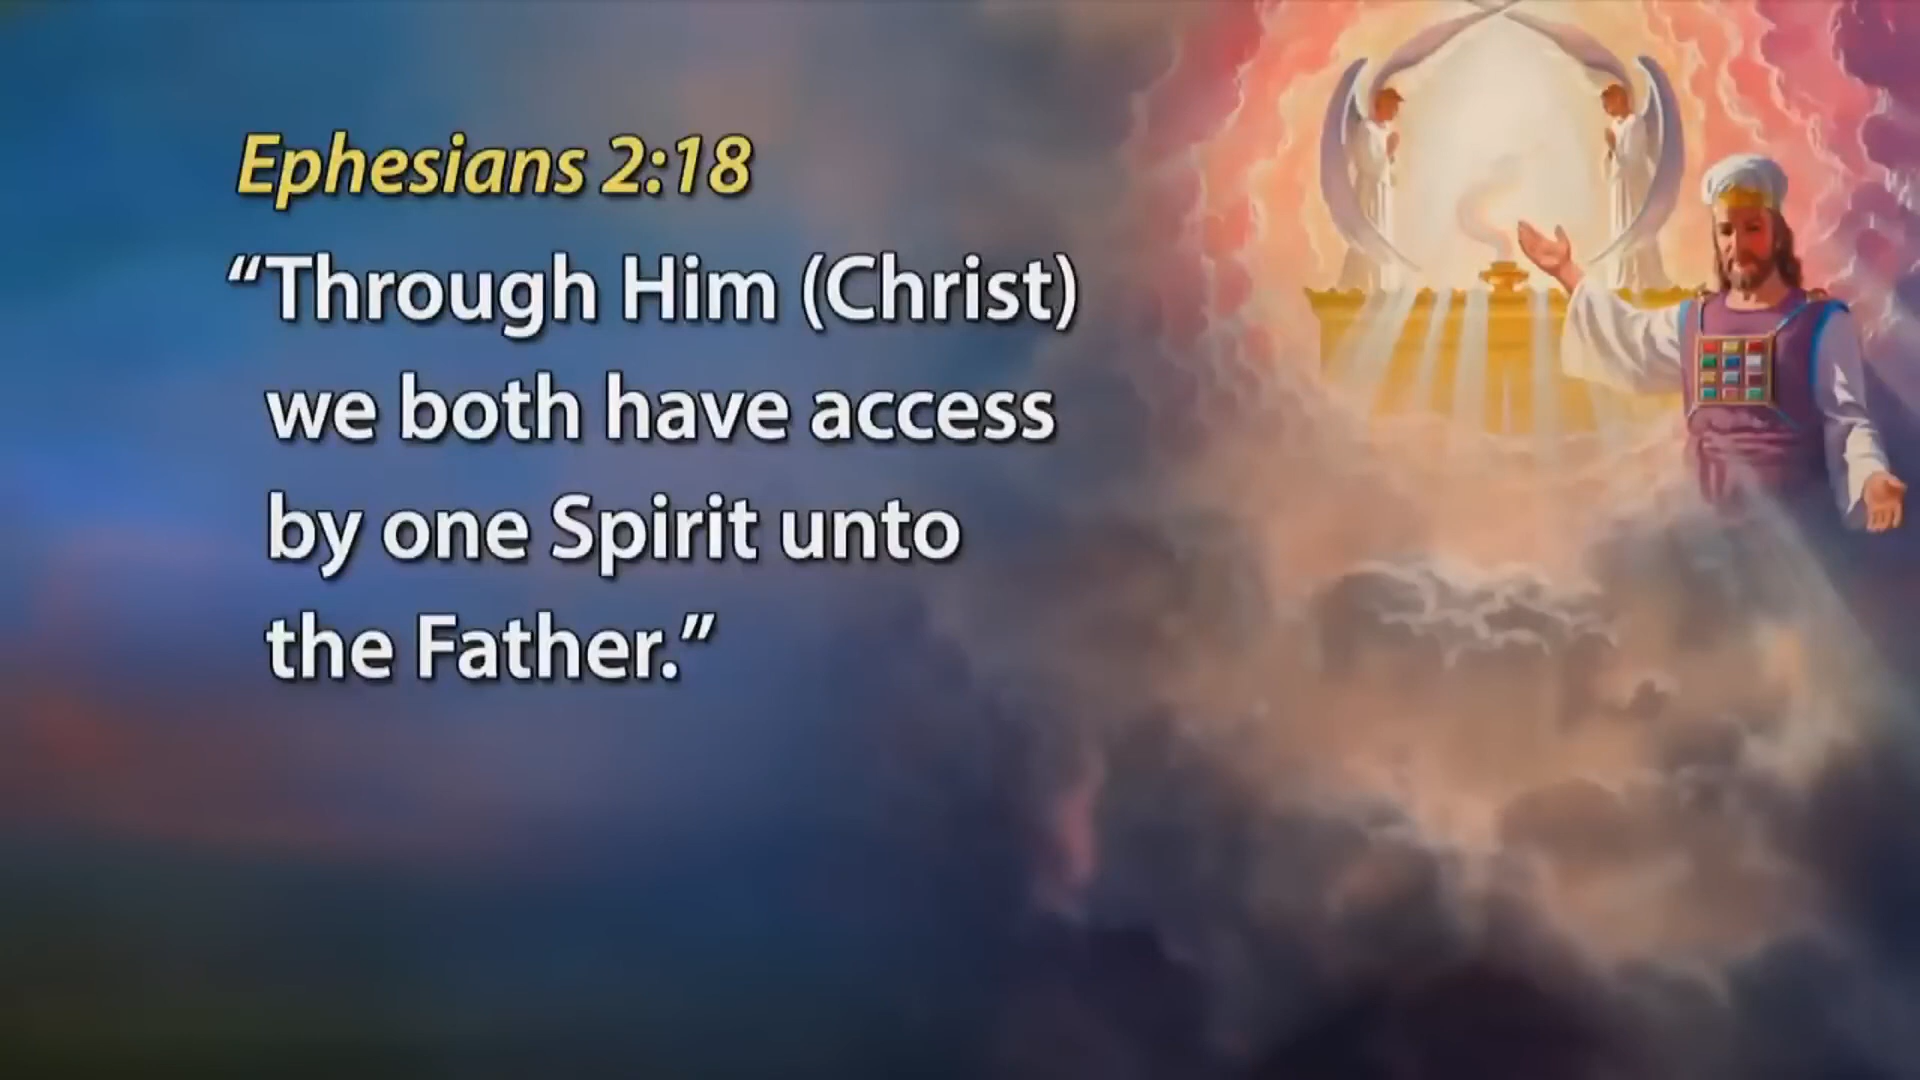 Ephesians 2:18
“Through Him (Christ)
we both have access
by one Spirit unto
the Father.”